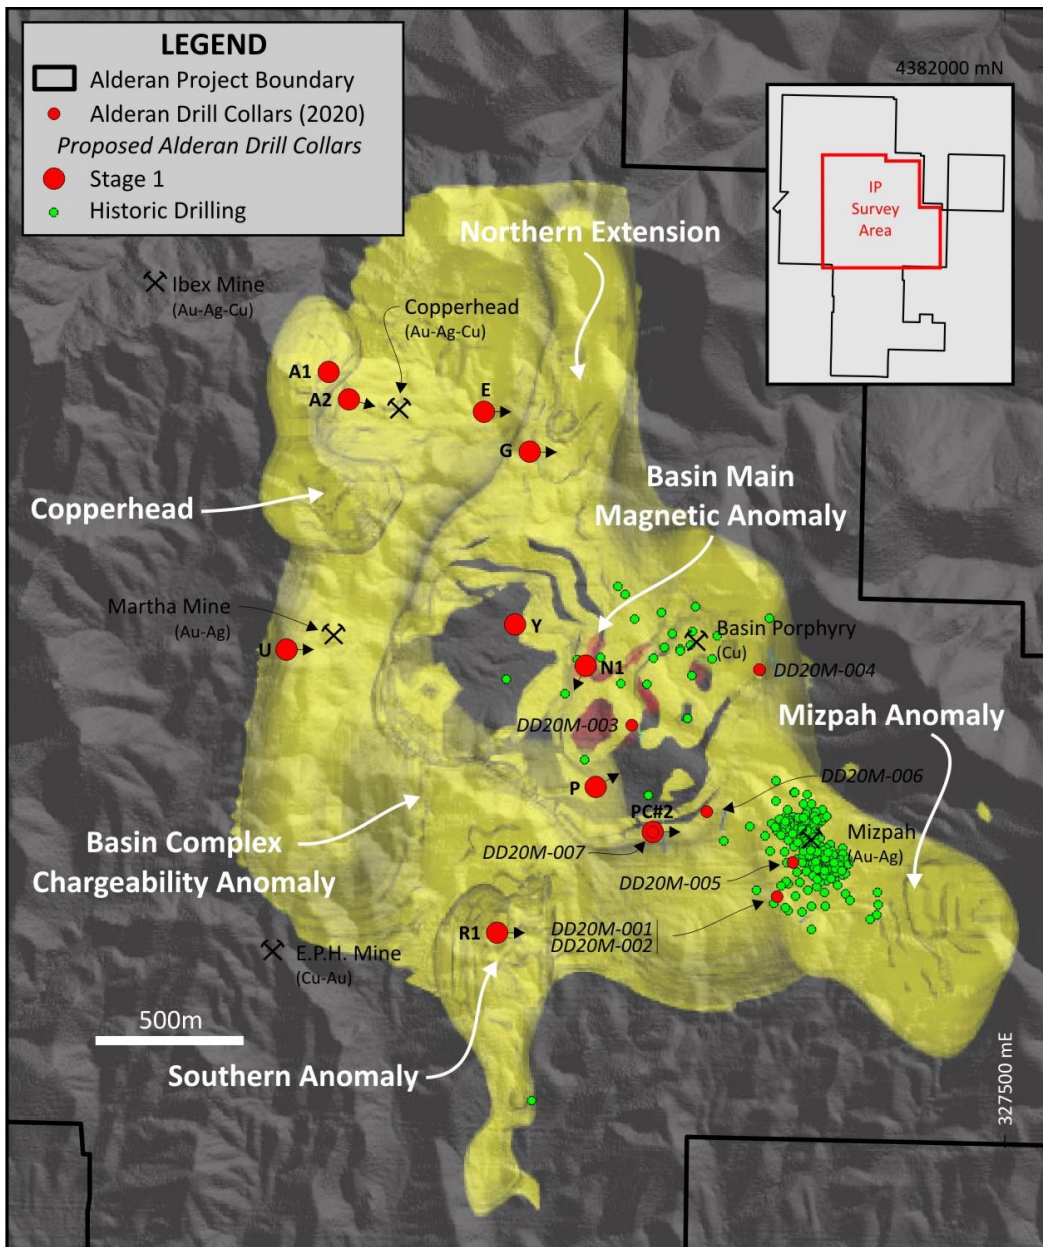 LEGEND
Alderan Project Boundary
Alderan Drill Collars (2020)
Proposed Alderan Drill Collars
Stage 1
Historic Drilling
4382000 mN
IP
Survey
Area
Northern Extension
Ibex Mine
(Au-Ag-Cu)
Copperhead
(Au-Ag-Cu)
A1
A2
E
G
Copperhead
Basin Main
Magnetic Anomaly
Martha Mine
(Au-Ag)
U
Y
N1
Basin Porphyry
(Cu)
DD20M-004
DD20M-003
Mizpah Anomaly
P
DD20M-006
PC#2
DD20M-007
Basin Complex
Chargeability Anomaly
Mizpah
(Au-Ag)
DD20M-005
R1
DD20M-001
DD20M-002
E.P.H. Mine
(Cu-Au)
500m
Southern Anomaly
327500 mE